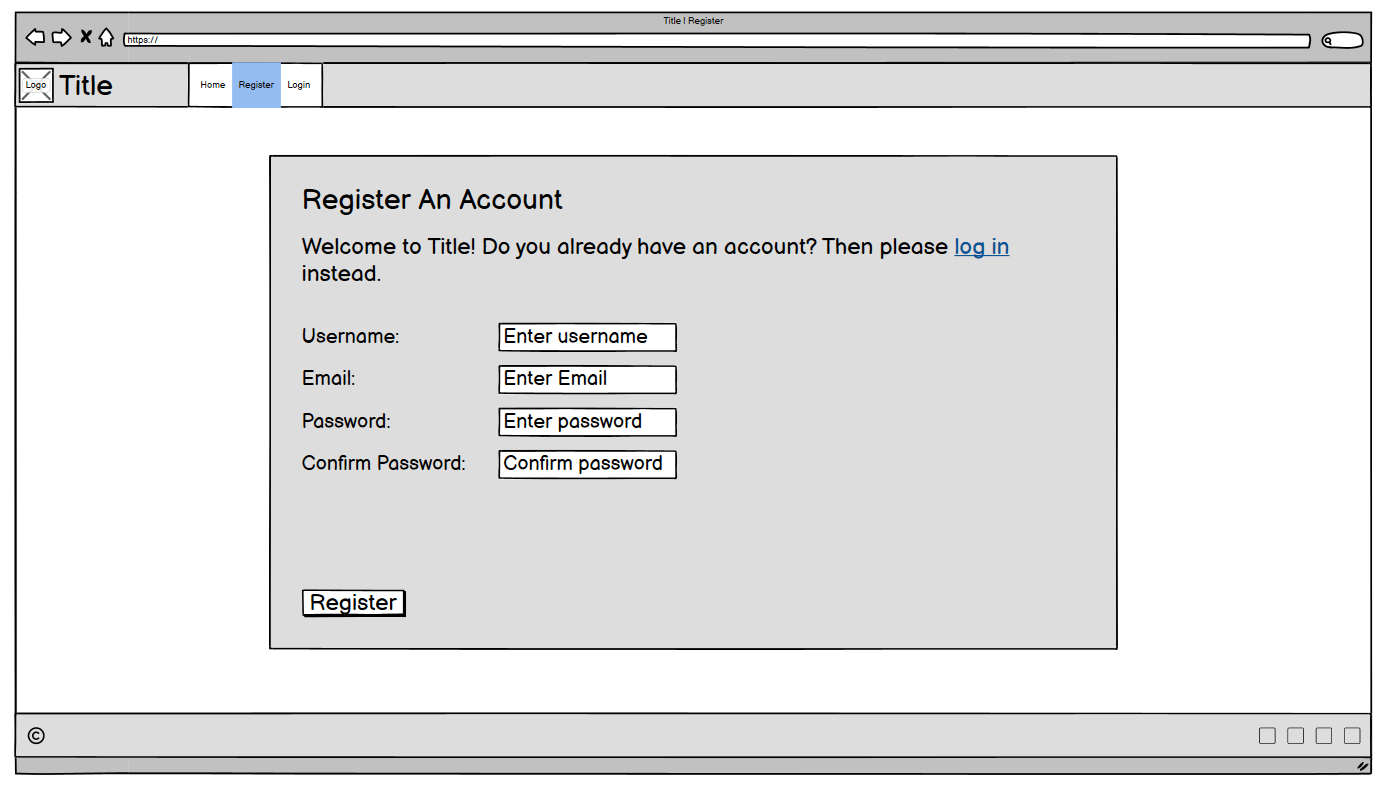 Title | Register
https://
Logo
Title
Home
Register
Login
Register An Account
Welcome to Title! Do you already have an account? Then please log in
instead.
Username:
Enter username
Email:
Enter Email
Password:
Enter password
Confirm Password:
Confirm password
Register
©